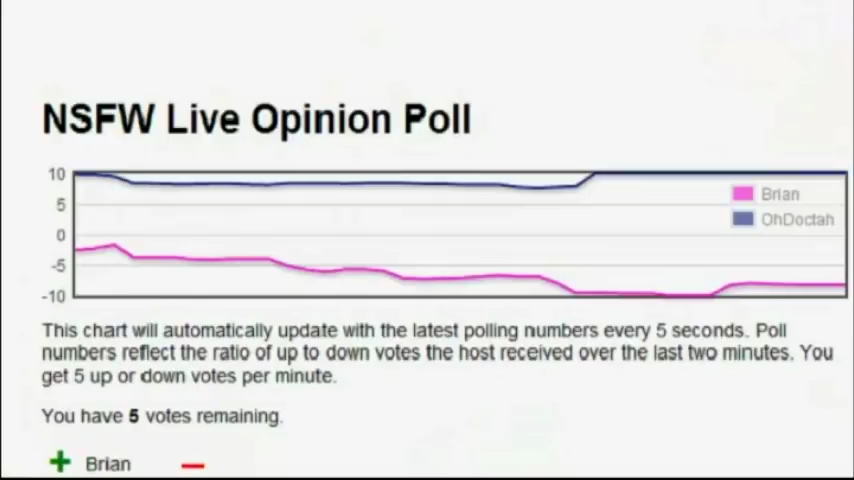 NSFW Live Opinion Poll
10
5
0
-5
-10
Brian
OhDoctah
This chart will automatically update with the latest polling numbers every 5 seconds. Poll
numbers reflect the ratio of up to down votes the host received over the last two minutes. You
get 5 up or down votes per minute.
You have 5 votes remaining.
Brian